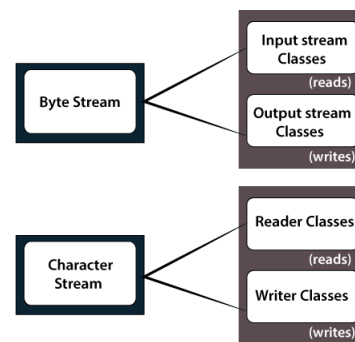 Input stream
Classes
(reads)
Byte Stream
Output stream
Classes
(writes)
Reader Classes
(reads)
Character
Stream
Writer Classes
(writes)